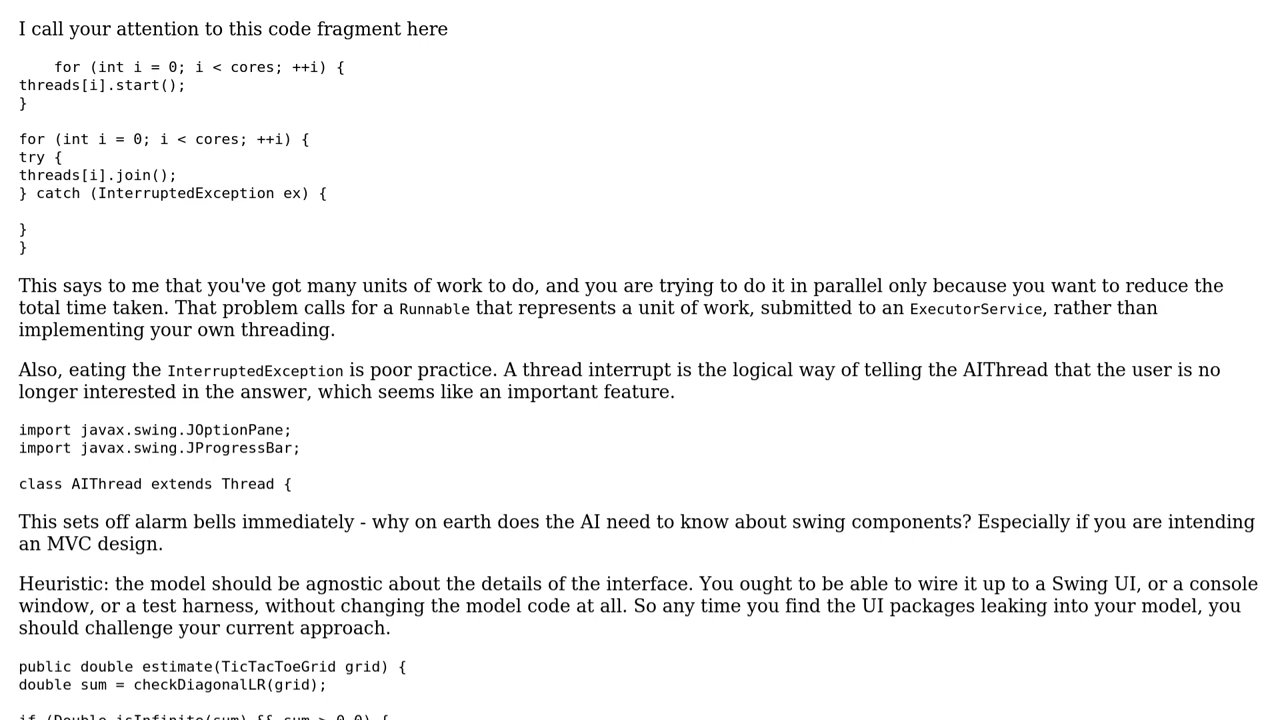 I call your attention to this code fragment here
for (int i = 0; i < cores; ++i) {
threads[i].start();
}
for (int i = 0; i < cores; ++i) {
try {
threads[i].join();
} catch (InterruptedException ex) {
}
}
This says to me that you've got many units of work to do, and you are trying to do it in parallel only because you want to reduce the
total time taken. That problem calls for a Runnable that represents a unit of work, submitted to an ExecutorService, rather than
implementing your own threading.
Also, eating the InterruptedException is poor practice. A thread interrupt is the logical way of telling the AIThread that the user is no
longer interested in the answer, which seems like an important feature.
import javax.swing.JOptionPane;
import javax.swing.JProgressBar;
class AIThread extends Thread {
This sets off alarm bells immediately - why on earth does the AI need to know about swing components? Especially if you are intending
an MVC design.
Heuristic: the model should be agnostic about the details of the interface. You ought to be able to wire it up to a Swing UI, or a console
window, or a test harness, without changing the model code at all. So any time you find the UI packages leaking into your model, you
should challenge your current approach.
public double estimate(TicTacToeGrid grid) {
double sum = checkDiagonalLR(grid);
if (Double.isInfinite(sum) && sum > 0.0) {